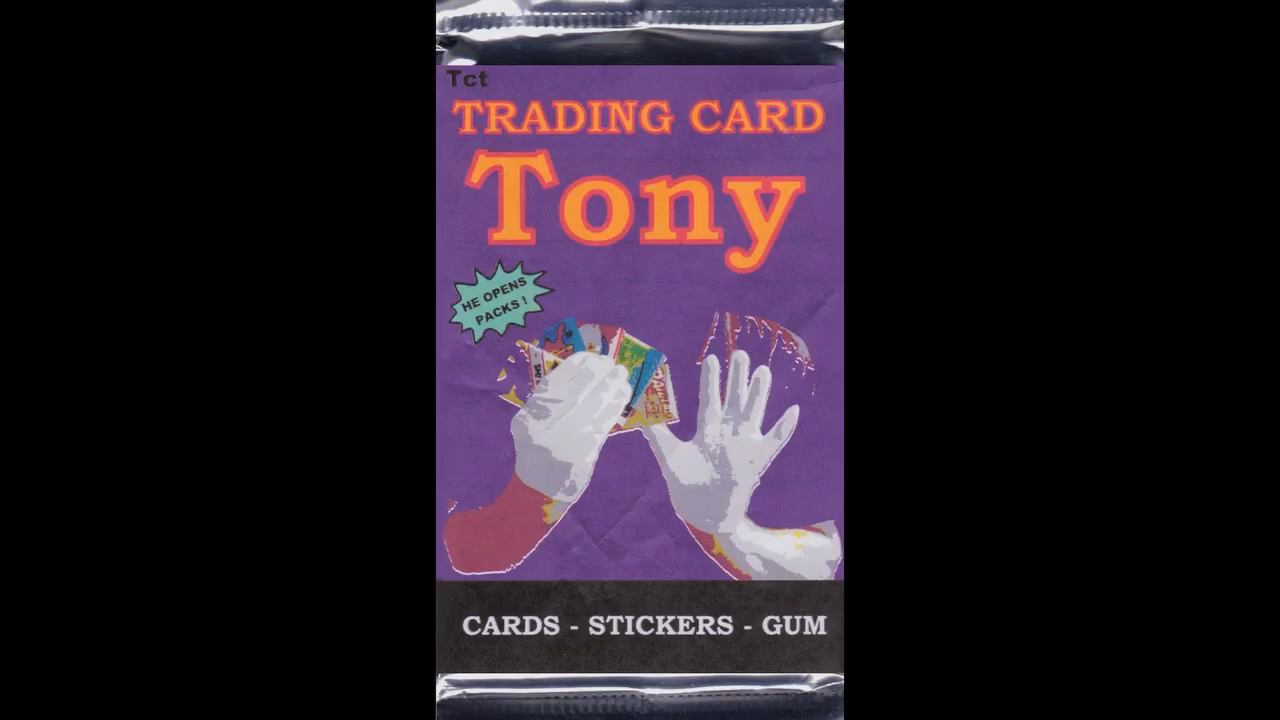 Tct
TRADING CARD
Tony
HE OPENS
PACKS!
CARDS - STICKERS - GUM